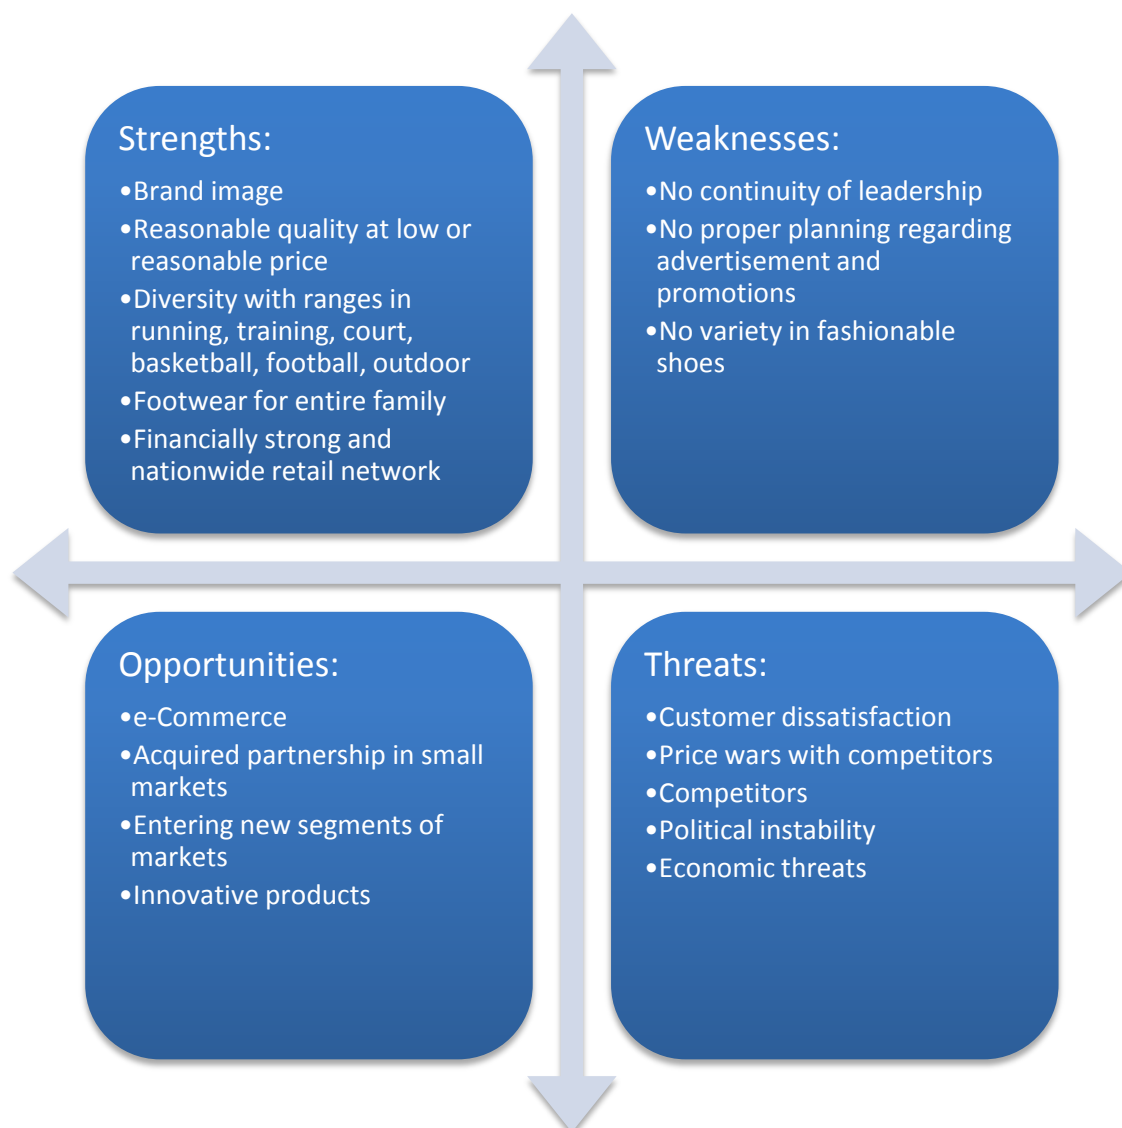 Strengths:
•Brand image
•Reasonable quality at low or
reasonable price
•Diversity with ranges in
running, training, court,
basketball, football, outdoor
•Footwear for entire family
•Financially strong and
nationwide retail network
Weaknesses:
•No continuity of leadership
•No proper planning regarding
advertisement and
promotions
•No variety in fashionable
shoes
Opportunities:
•e-Commerce
•Acquired partnership in small
markets
•Entering new segments of
markets
•Innovative products
Threats:
•Customer dissatisfaction
•Price wars with competitors
•Competitors
•Political instability
•Economic threats